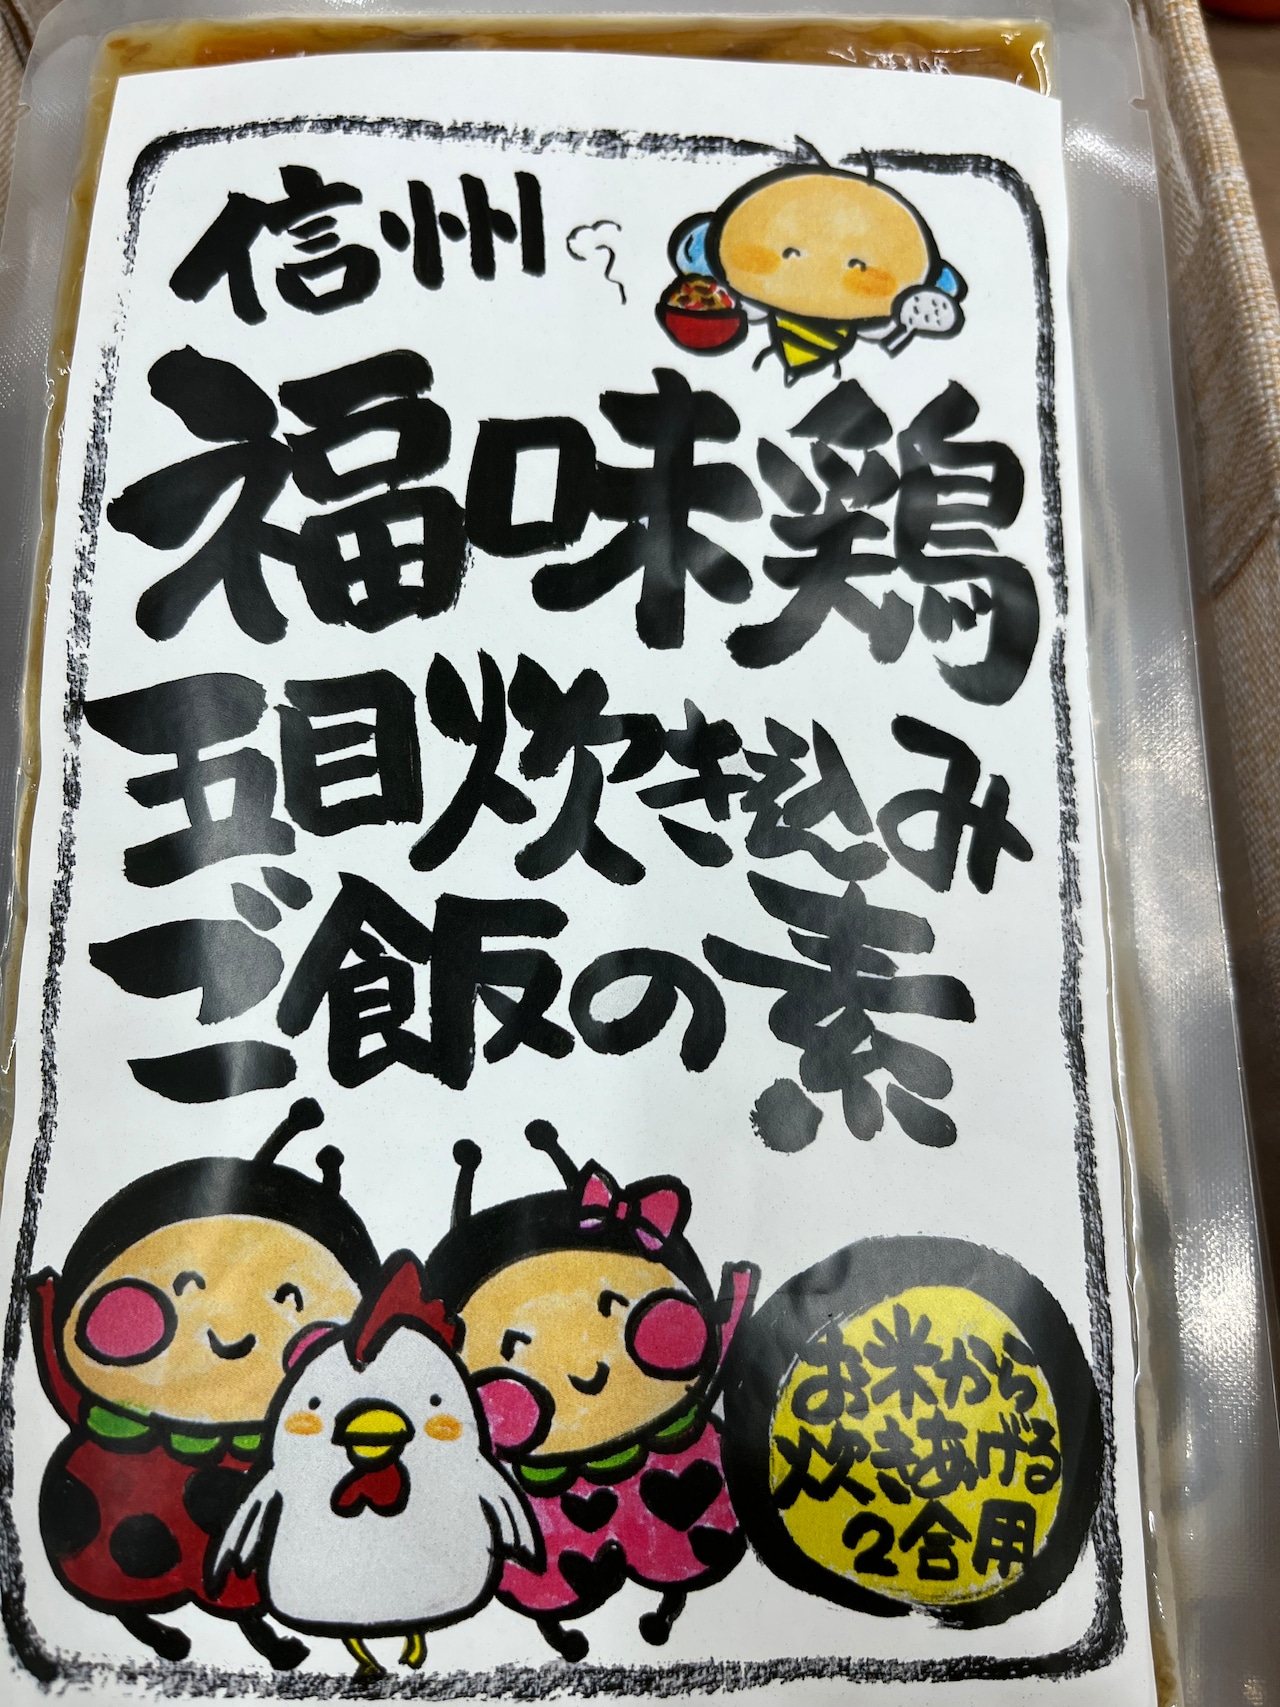 信州
福味鶏
五目炊き込み
ご飯の素
お米から
炊きあげる
2合用